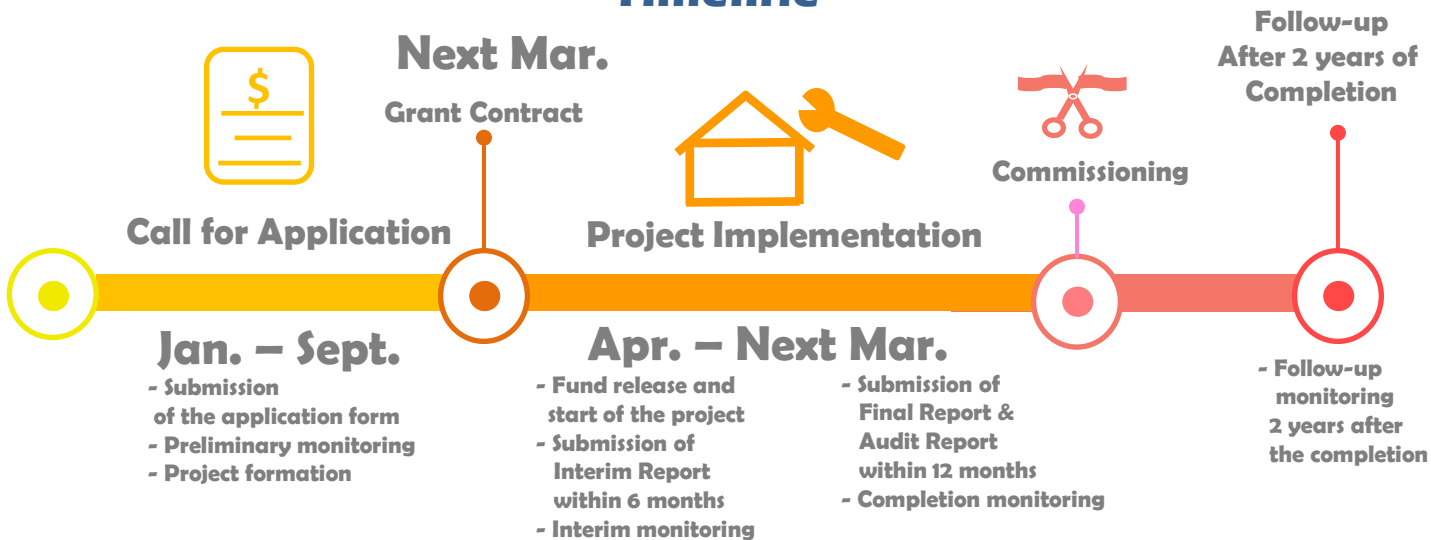 Timeline
Next Mar.
Grant Contract
$
Call for Application
Project Implementation
Commissioning
Follow-up
After 2 years of
Completion
Jan. – Sept.
- Submission
of the application form
- Preliminary monitoring
- Project formation
Apr. – Next Mar.
- Fund release and
start of the project
- Submission of
Interim Report
within 6 months
- Interim monitoring
- Submission of
Final Report &
Audit Report
within 12 months
- Completion monitoring
- Follow-up
monitoring
2 years after
the completion